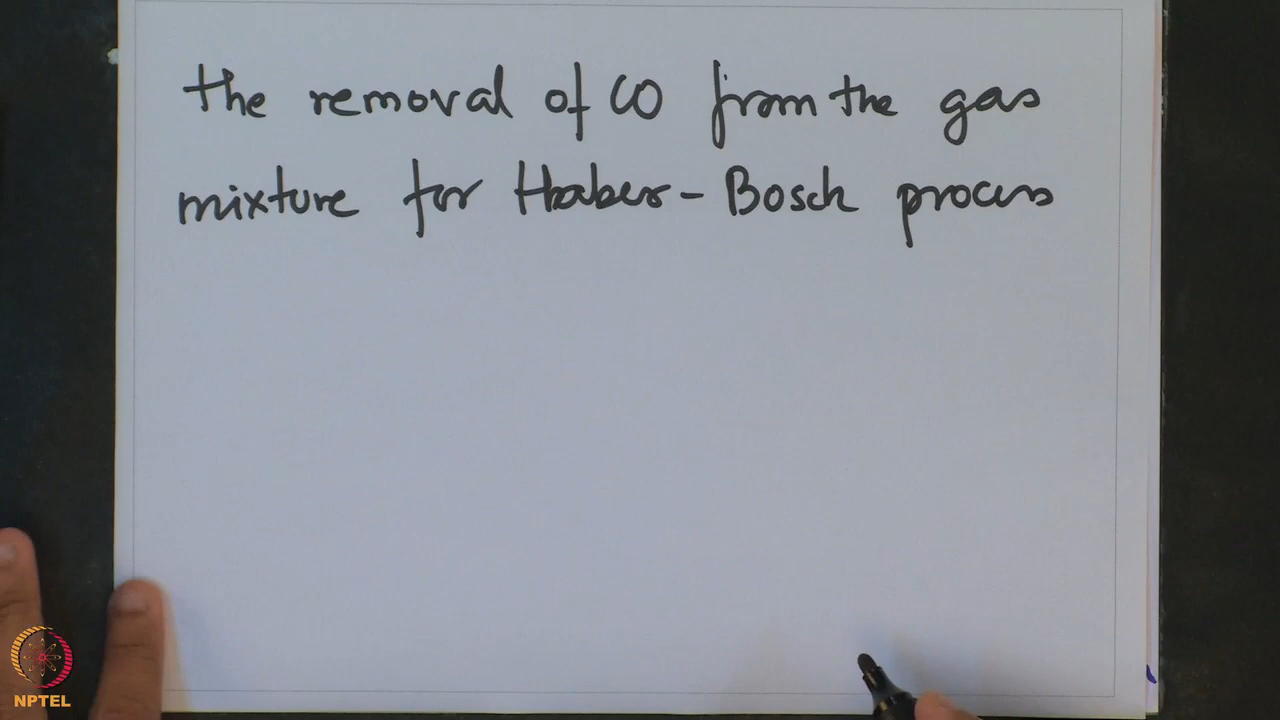 the removal of CO from the gas
mixture for Haber-Bosch process
NPTEL